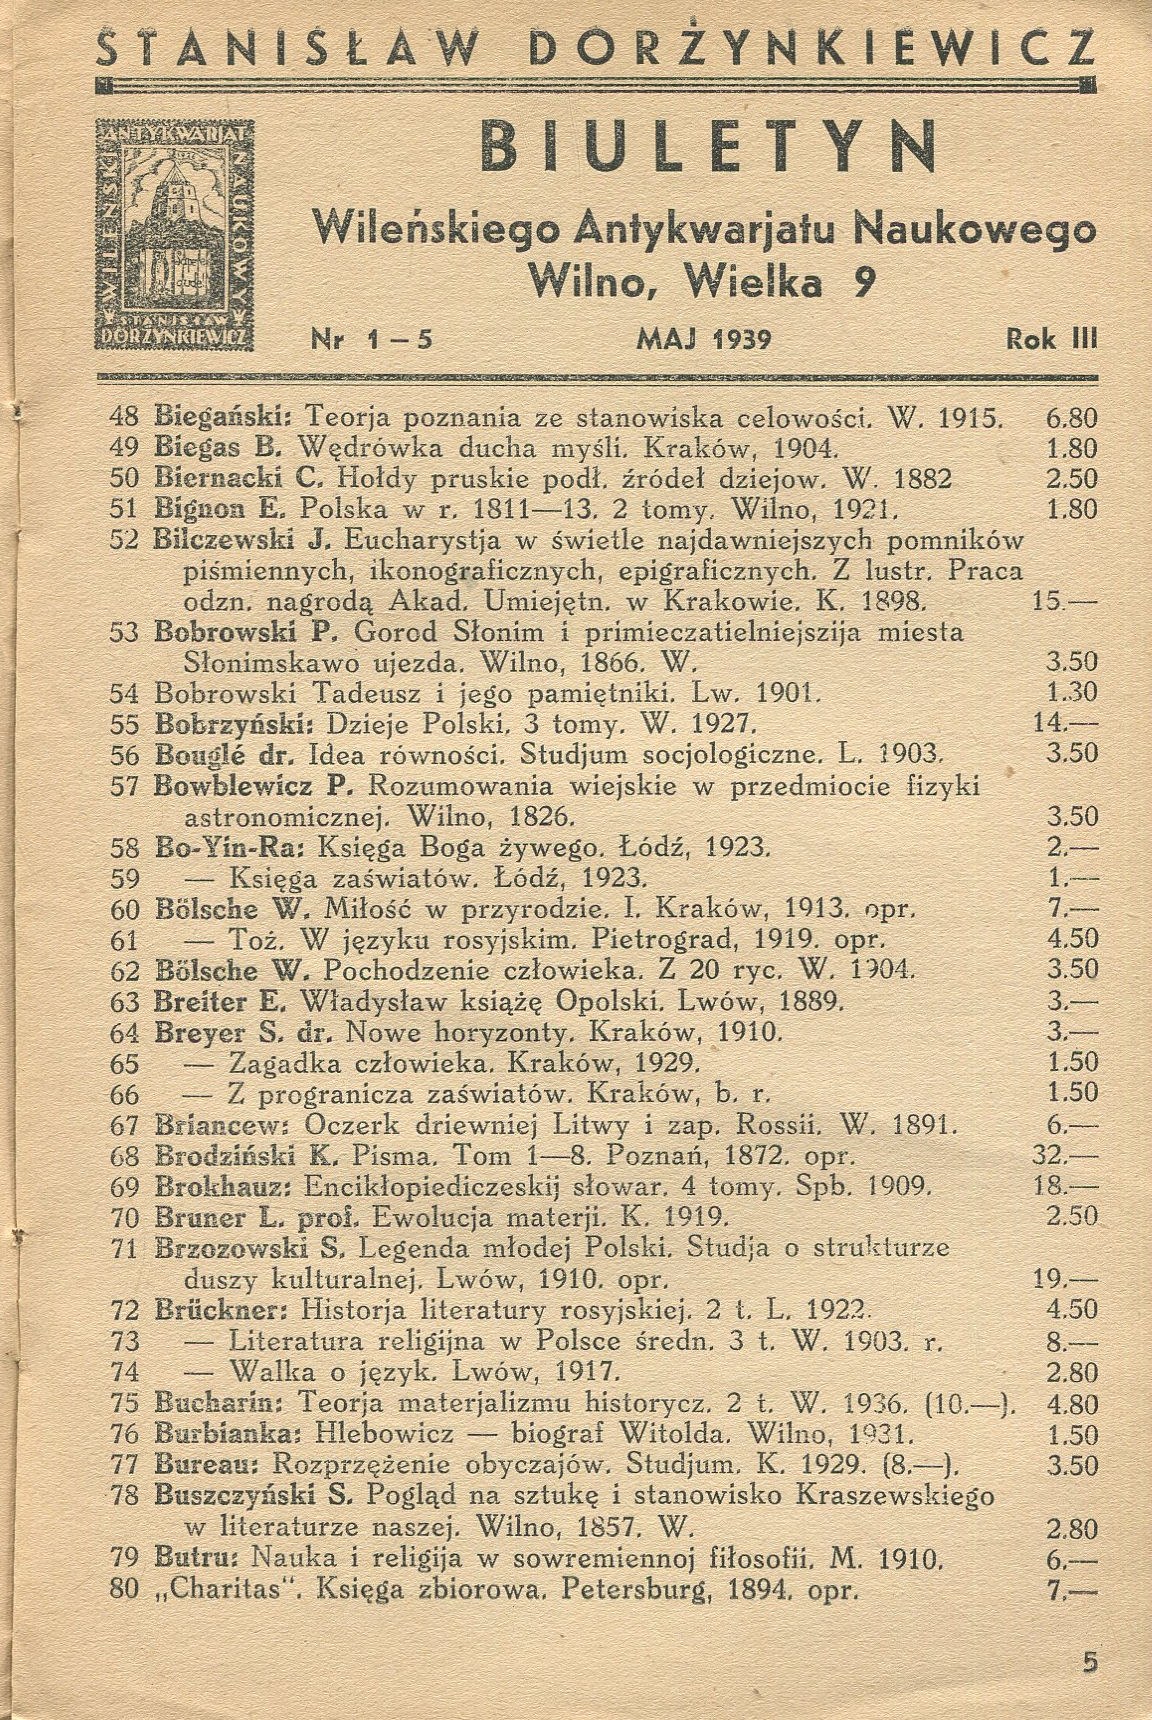 STANISŁAW DORŻYNKIEWICZ
ANTYKWARJAT
WILEŃSKI
NAUKOWY
STANISŁAW
DORŻYNKIEWICZ
BIULETYN
Wileńskiego Antykwarjatu Naukowego
Wilno, Wielka 9
Nr 1 – 5 MAJ 1939 Rok III
48 Biegański: Teorja poznania ze stanowiska celowości. W. 1915. 6.80
49 Biegas B. Wędrówka ducha myśli. Kraków, 1904. 1.80
50 Biernacki C. Hołdy pruskie podł. źródeł dziejow. W. 1882 2.50
51 Bignon E. Polska w r. 1811—13. 2 tomy. Wilno, 1921. 1.80
52 Bilczewski J. Eucharystja w świetle najdawniejszych pomników
piśmiennych, ikonograficznych, epigraficznych. Z lustr. Praca
odzn. nagrodą Akad. Umiejętn. w Krakowie. K. 1898. 15.—
53 Bobrowski P. Gorod Słonim i primieczatielniejszija miesta
Słonimskawo ujezda. Wilno, 1866. W. 3.50
54 Bobrowski Tadeusz i jego pamiętniki. Lw. 1901. 1.30
55 Bobrzyński: Dzieje Polski. 3 tomy. W. 1927. 14.—
56 Bouglé dr. Idea równości. Studjum socjologiczne. L. 1903. 3.50
57 Bowblewicz P. Rozumowania wiejskie w przedmiocie fizyki
astronomicznej. Wilno, 1826. 3.50
58 Bo-Yin-Ra: Księga Boga żywego. Łódź, 1923. 2.—
59 — Księga zaświatów. Łódź, 1923. 1.—
60 Bölsche W. Miłość w przyrodzie. I. Kraków, 1913. opr. 7.—
61 — Toż. W języku rosyjskim. Pietrograd, 1919. opr. 4.50
62 Bölsche W. Pochodzenie człowieka. Z 20 ryc. W. 1904. 3.50
63 Breiter E. Władysław książę Opolski. Lwów, 1889. 3.—
64 Breyer S. dr. Nowe horyzonty. Kraków, 1910. 3.—
65 — Zagadka człowieka. Kraków, 1929. 1.50
66 — Z progranicza zaświatów. Kraków, b. r. 1.50
67 Briancew: Oczerk driewniej Litwy i zap. Rossii. W. 1891. 6.—
68 Brodziński K. Pisma. Tom 1—8. Poznań, 1872. opr. 32.—
69 Brokhauz: Encikłopiediczeskij słowar. 4 tomy. Spb. 1909. 18.—
70 Bruner L. prof. Ewolucja materji. K. 1919. 2.50
71 Brzozowski S. Legenda młodej Polski. Studja o strukturze
duszy kulturalnej. Lwów, 1910. opr. 19.—
72 Brückner: Historja literatury rosyjskiej. 2 t. L. 1922. 4.50
73 — Literatura religijna w Polsce średn. 3 t. W. 1903. r. 8.—
74 — Walka o język. Lwów, 1917. 2.80
75 Bucharin: Teorja materjalizmu historycz. 2 t. W. 1936. (10.—). 4.80
76 Burbianka: Hlebowicz — biograf Witolda. Wilno, 1931. 1.50
77 Bureau: Rozprzężenie obyczajów. Studjum. K. 1929. (8.—). 3.50
78 Buszczyński S. Pogląd na sztukę i stanowisko Kraszewskiego
w literaturze naszej. Wilno, 1857. W. 2.80
79 Butru: Nauka i religija w sowremiennoj fiłosofii. M. 1910. 6.—
80 „Charitas“. Księga zbiorowa. Petersburg, 1894. opr. 7.—
5